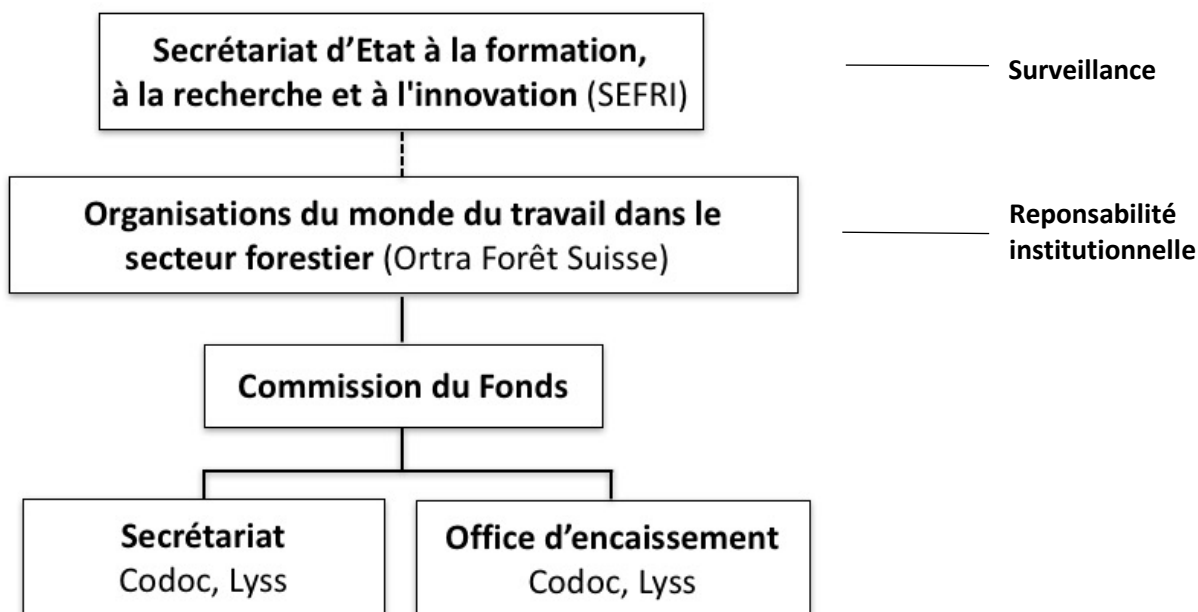 Secrétariat d’Etat à la formation,
à la recherche et à l'innovation (SEFRI)
Surveillance
Organisations du monde du travail dans le
secteur forestier (Ortra Forêt Suisse)
Reponsabilité
institutionnelle
Commission du Fonds
Secrétariat
Codoc, Lyss
Office d’encaissement
Codoc, Lyss